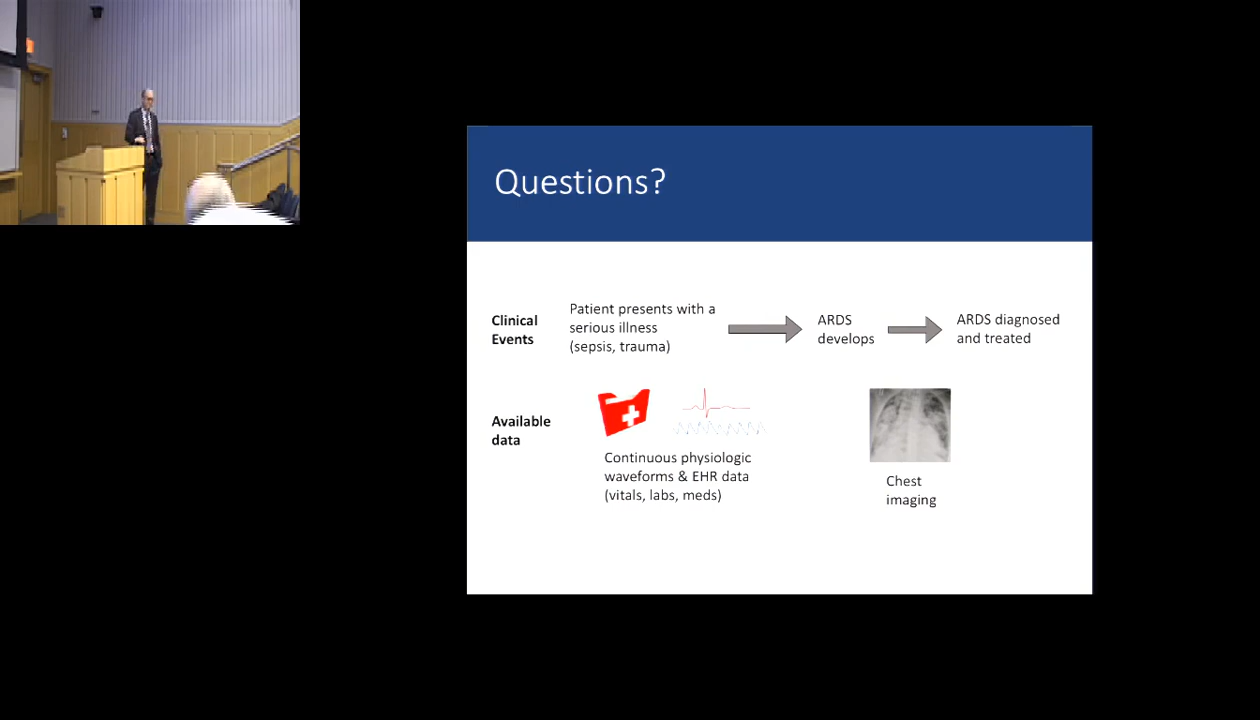 Questions?
Clinical
Events
Patient presents with a
serious illness
(sepsis, trauma)
ARDS
develops
ARDS diagnosed
and treated
Available
data
Continuous physiologic
waveforms & EHR data
(vitals, labs, meds)
Chest
imaging